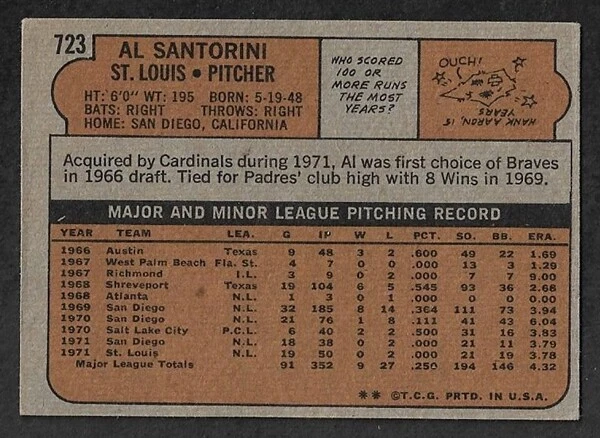 723
AL SANTORINI
ST. LOUIS • PITCHER
HT: 6'0" WT: 195 BORN: 5-19-48
BATS: RIGHT THROWS: RIGHT
HOME: SAN DIEGO, CALIFORNIA
WHO SCORED
100 OR
MORE RUNS
THE MOST
YEARS?
OUCH!
HANK AARON, 15
YEARS
Acquired by Cardinals during 1971, Al was first choice of Braves
in 1966 draft. Tied for Padres' club high with 8 Wins in 1969.
MAJOR AND MINOR LEAGUE PITCHING RECORD
YEAR TEAM LEA. G IP W L PCT. SO. BB. ERA.
1966 Austin Texas 9 48 3 2 .600 49 22 1.69
1967 West Palm Beach Fla. St. 4 7 0 0 .000 13 3 1.29
1967 Richmond I.L. 3 9 0 2 .000 7 7 9.00
1968 Shreveport Texas 19 104 6 5 .545 93 36 2.68
1968 Atlanta N.L. 1 3 0 1 .000 0 0 0.00
1969 San Diego N.L. 32 185 8 14 .364 111 73 3.94
1970 San Diego N.L. 21 76 1 8 .111 41 43 6.04
1970 Salt Lake City P.C.L. 6 40 2 2 .500 31 16 3.83
1971 San Diego N.L. 18 38 0 2 .000 21 11 3.79
1971 St. Louis N.L. 19 50 0 2 .000 21 19 3.78
Major League Totals 91 352 9 27 .250 194 146 4.32
** ©T.C.G. PRTD. IN U.S.A.